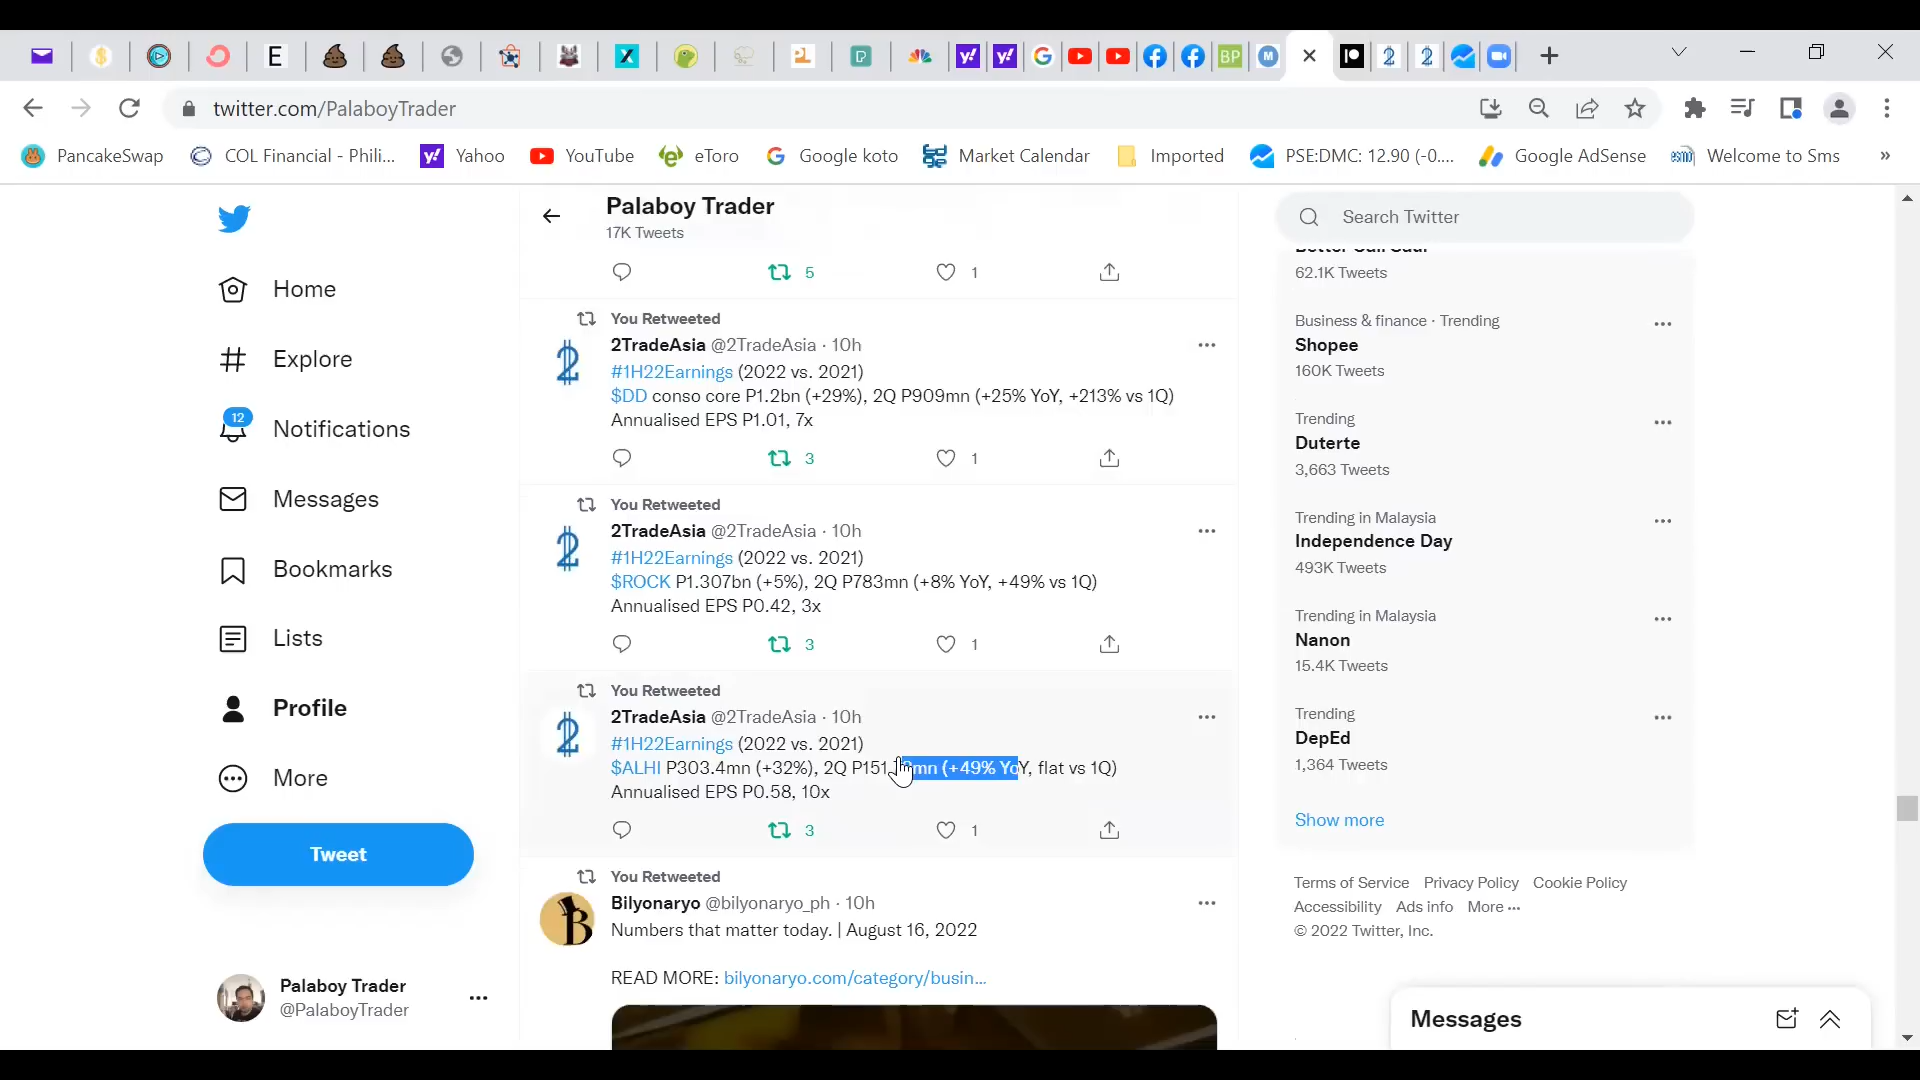 twitter.com/PalaboyTrader
PancakeSwap
COL Financial - Phili...
Yahoo
YouTube
eToro
Google koto
Market Calendar
Imported
PSE:DMC: 12.90 (-0....
Google AdSense
Welcome to Sms
»
Home
Explore
12
Notifications
Messages
Bookmarks
Lists
Profile
More
Tweet
Palaboy Trader
@PalaboyTrader
Palaboy Trader
17K Tweets
5
1
You Retweeted
2TradeAsia @2TradeAsia · 10h
#1H22Earnings (2022 vs. 2021)
$DD conso core P1.2bn (+29%), 2Q P909mn (+25% YoY, +213% vs 1Q)
Annualised EPS P1.01, 7x
3
1
You Retweeted
2TradeAsia @2TradeAsia · 10h
#1H22Earnings (2022 vs. 2021)
$ROCK P1.307bn (+5%), 2Q P783mn (+8% YoY, +49% vs 1Q)
Annualised EPS P0.42, 3x
3
1
You Retweeted
2TradeAsia @2TradeAsia · 10h
#1H22Earnings (2022 vs. 2021)
$ALHI P303.4mn (+32%), 2Q (+49% YoY, flat vs 1Q)
Annualised EPS P0.58, 10x
3
1
You Retweeted
Bilyonaryo @bilyonaryo_ph · 10h
Numbers that matter today. | August 16, 2022
READ MORE: bilyonaryo.com/category/busin...
Search Twitter
62.1K Tweets
Business & finance · Trending
Shopee
160K Tweets
Trending
Duterte
3,663 Tweets
Trending in Malaysia
Independence Day
493K Tweets
Trending in Malaysia
Nanon
15.4K Tweets
Trending
DepEd
1,364 Tweets
Show more
Terms of Service Privacy Policy Cookie Policy
Accessibility Ads info More ···
© 2022 Twitter, Inc.
Messages